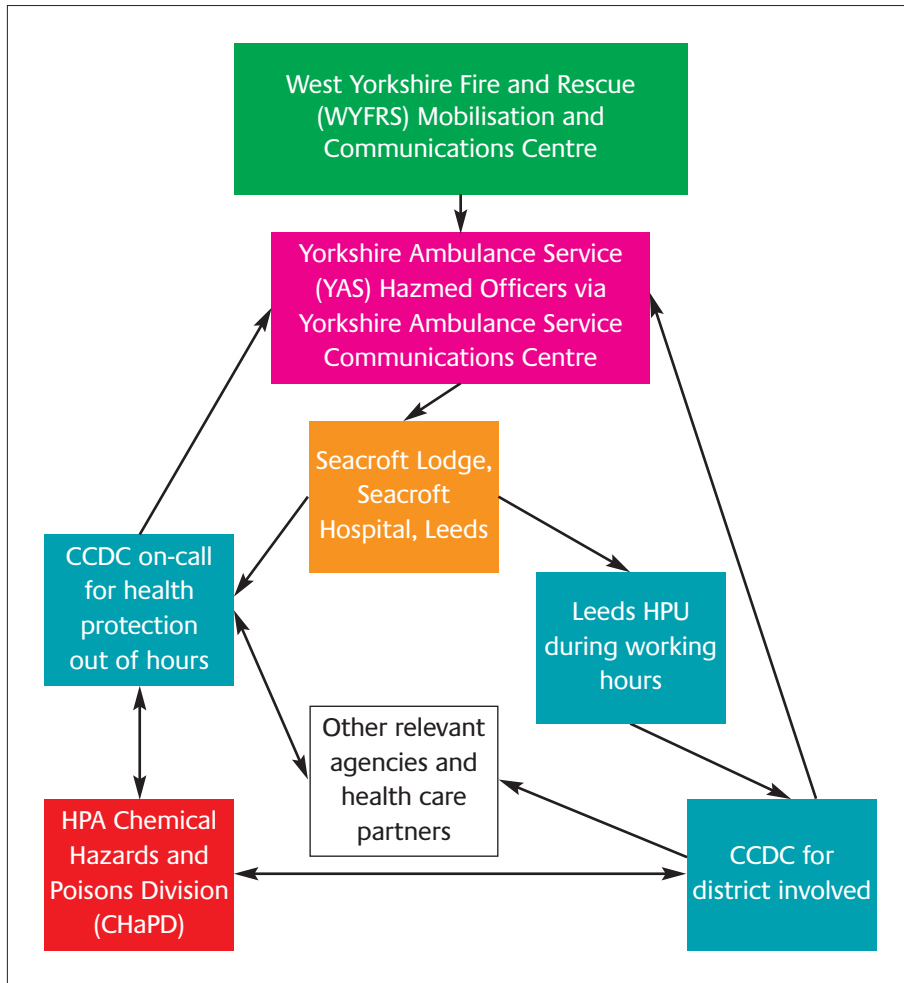 West Yorkshire Fire and Rescue
(WYFRS) Mobilisation and
Communications Centre
Yorkshire Ambulance Service
(YAS) Hazmed Officers via
Yorkshire Ambulance Service
Communications Centre
Seacroft Lodge,
Seacroft
Hospital, Leeds
CCDC on-call
for health
protection
out of hours
Leeds HPU
during working
hours
Other relevant
agencies and
health care
partners
HPA Chemical
Hazards and
Poisons Division
(CHaPD)
CCDC for
district involved